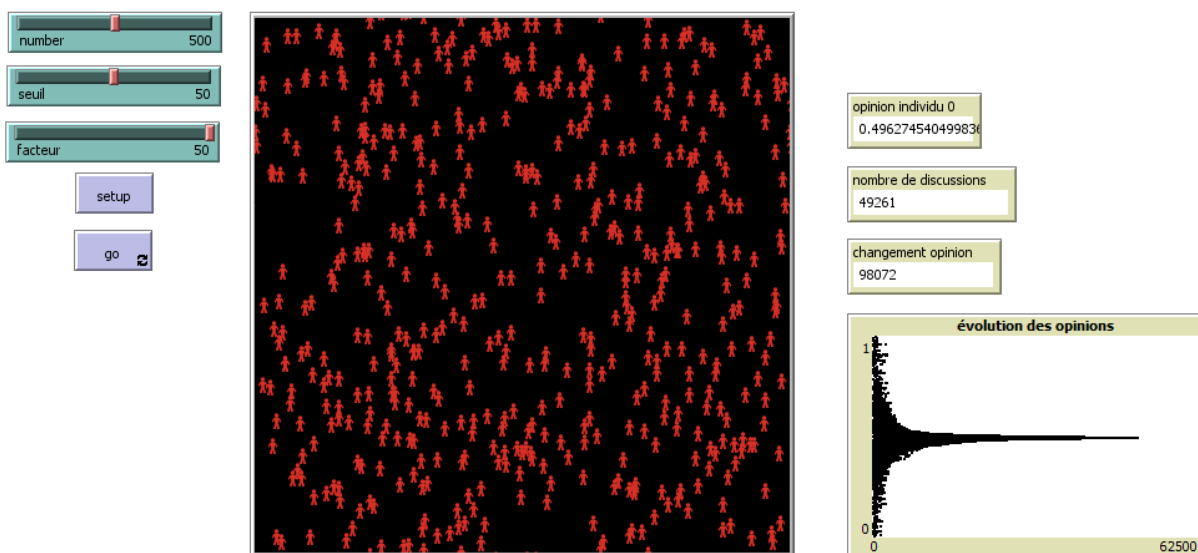 number 500
seuil 50
facteur 50
setup
go
opinion individu 0
0.496274540499836
nombre de discussions
49261
changement opinion
98072
évolution des opinions
1
0
0 62500